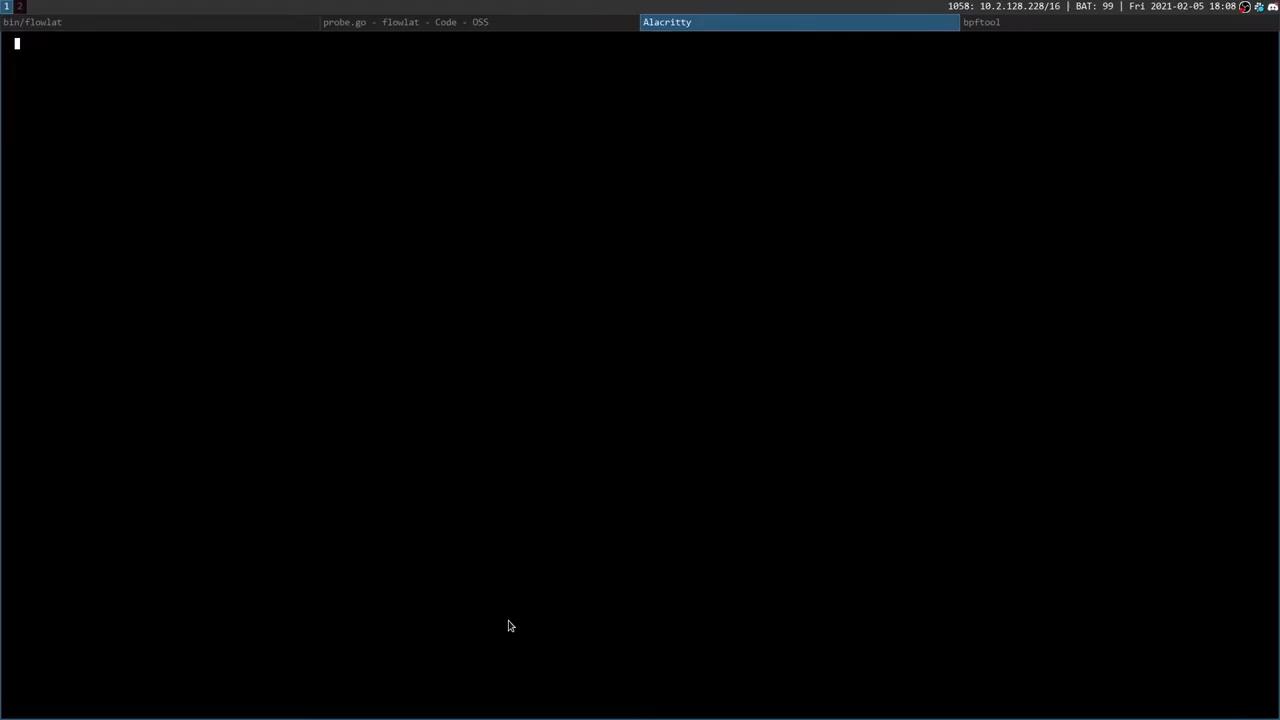 1 2 1058: 10.2.128.228/16 | BAT: 99 | Fri 2021-02-05 18:08
bin/flowlat probe.go - flowlat - Code - OSS Alacritty bpftool